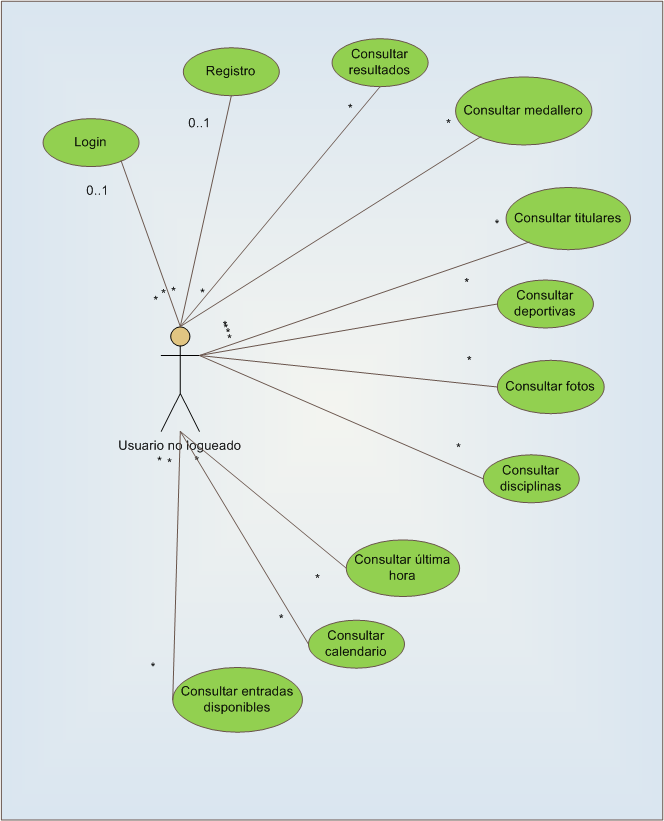 Consultar
resultados
Registro
*
Consultar medallero
0..1
*
Login
0..1
Consultar titulares
*
*
Consultar
deportivas
* * *
*
*
*
*
*
*
Consultar fotos
Usuario no logueado
*
* * *
Consultar
disciplinas
Consultar última
hora
*
*
Consultar
calendario
*
Consultar entradas
disponibles